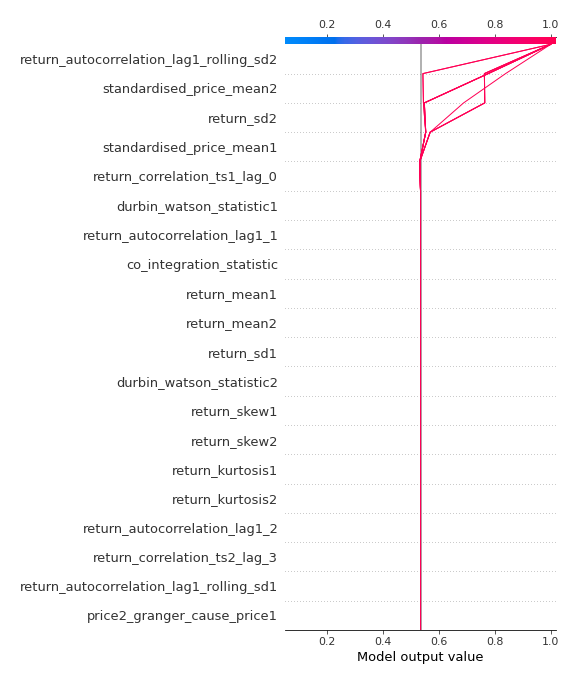 0.2 0.4 0.6 0.8 1.0
return_autocorrelation_lag1_rolling_sd2
standardised_price_mean2
return_sd2
standardised_price_mean1
return_correlation_ts1_lag_0
durbin_watson_statistic1
return_autocorrelation_lag1_1
co_integration_statistic
return_mean1
return_mean2
return_sd1
durbin_watson_statistic2
return_skew1
return_skew2
return_kurtosis1
return_kurtosis2
return_autocorrelation_lag1_2
return_correlation_ts2_lag_3
return_autocorrelation_lag1_rolling_sd1
price2_granger_cause_price1
0.2 0.4 0.6 0.8 1.0
Model output value